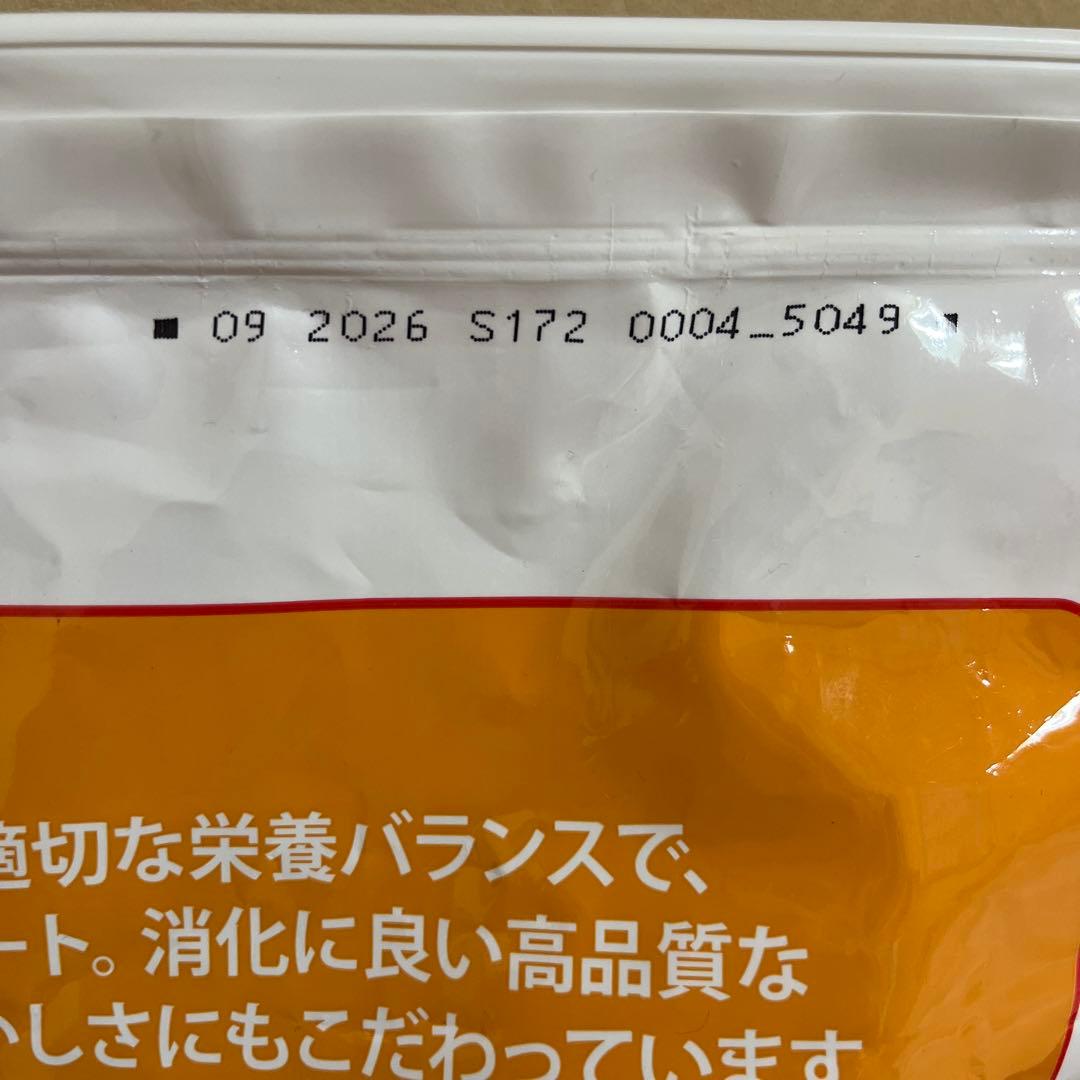 09 2026 S172 0004_5049
適切な栄養バランスで、
ート。消化に良い高品質な
しさにもこだわっています